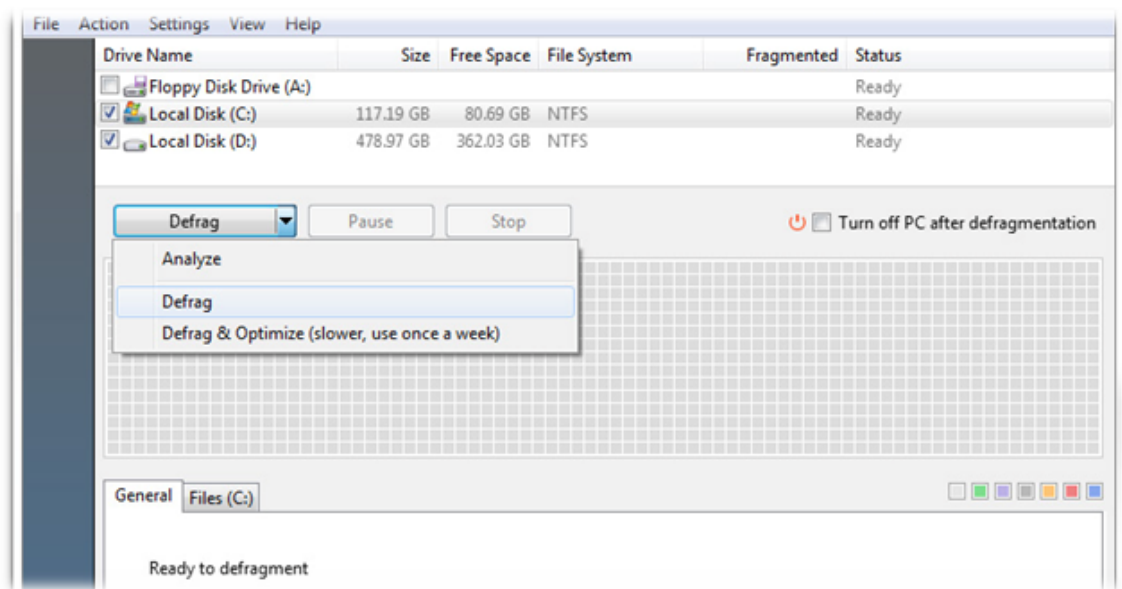 File Action Settings View Help
Drive Name Size Free Space File System Fragmented Status
Floppy Disk Drive (A:) Ready
Local Disk (C:) 117.19 GB 80.69 GB NTFS Ready
Local Disk (D:) 478.97 GB 362.03 GB NTFS Ready
Defrag Pause Stop Turn off PC after defragmentation
Analyze
Defrag
Defrag & Optimize (slower, use once a week)
General Files (C:)
Ready to defragment